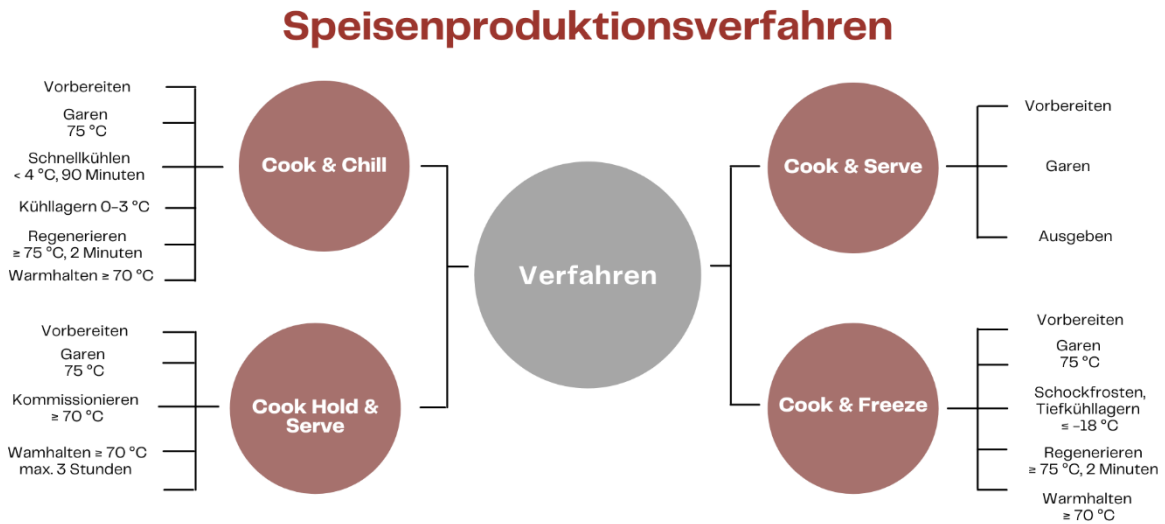 Speisenproduktionsverfahren
Vorbereiten
Garen
75 °C
Schnellkühlen
< 4 °C, 90 Minuten
Kühllagern 0-3 °C
Regenerieren
≥ 75 °C, 2 Minuten
Warmhalten ≥ 70 °C
Cook & Chill
Vorbereiten
Garen
75 °C
Kommissionieren
≥ 70 °C
Wamhalten ≥ 70 °C
max. 3 Stunden
Cook Hold &
Serve
Verfahren
Cook & Serve
Vorbereiten
Garen
Ausgeben
Cook & Freeze
Vorbereiten
Garen
75 °C
Schockfrosten,
Tiefkühllagern
≤ -18 °C
Regenerieren
≥ 75 °C, 2 Minuten
Warmhalten
≥ 70 °C